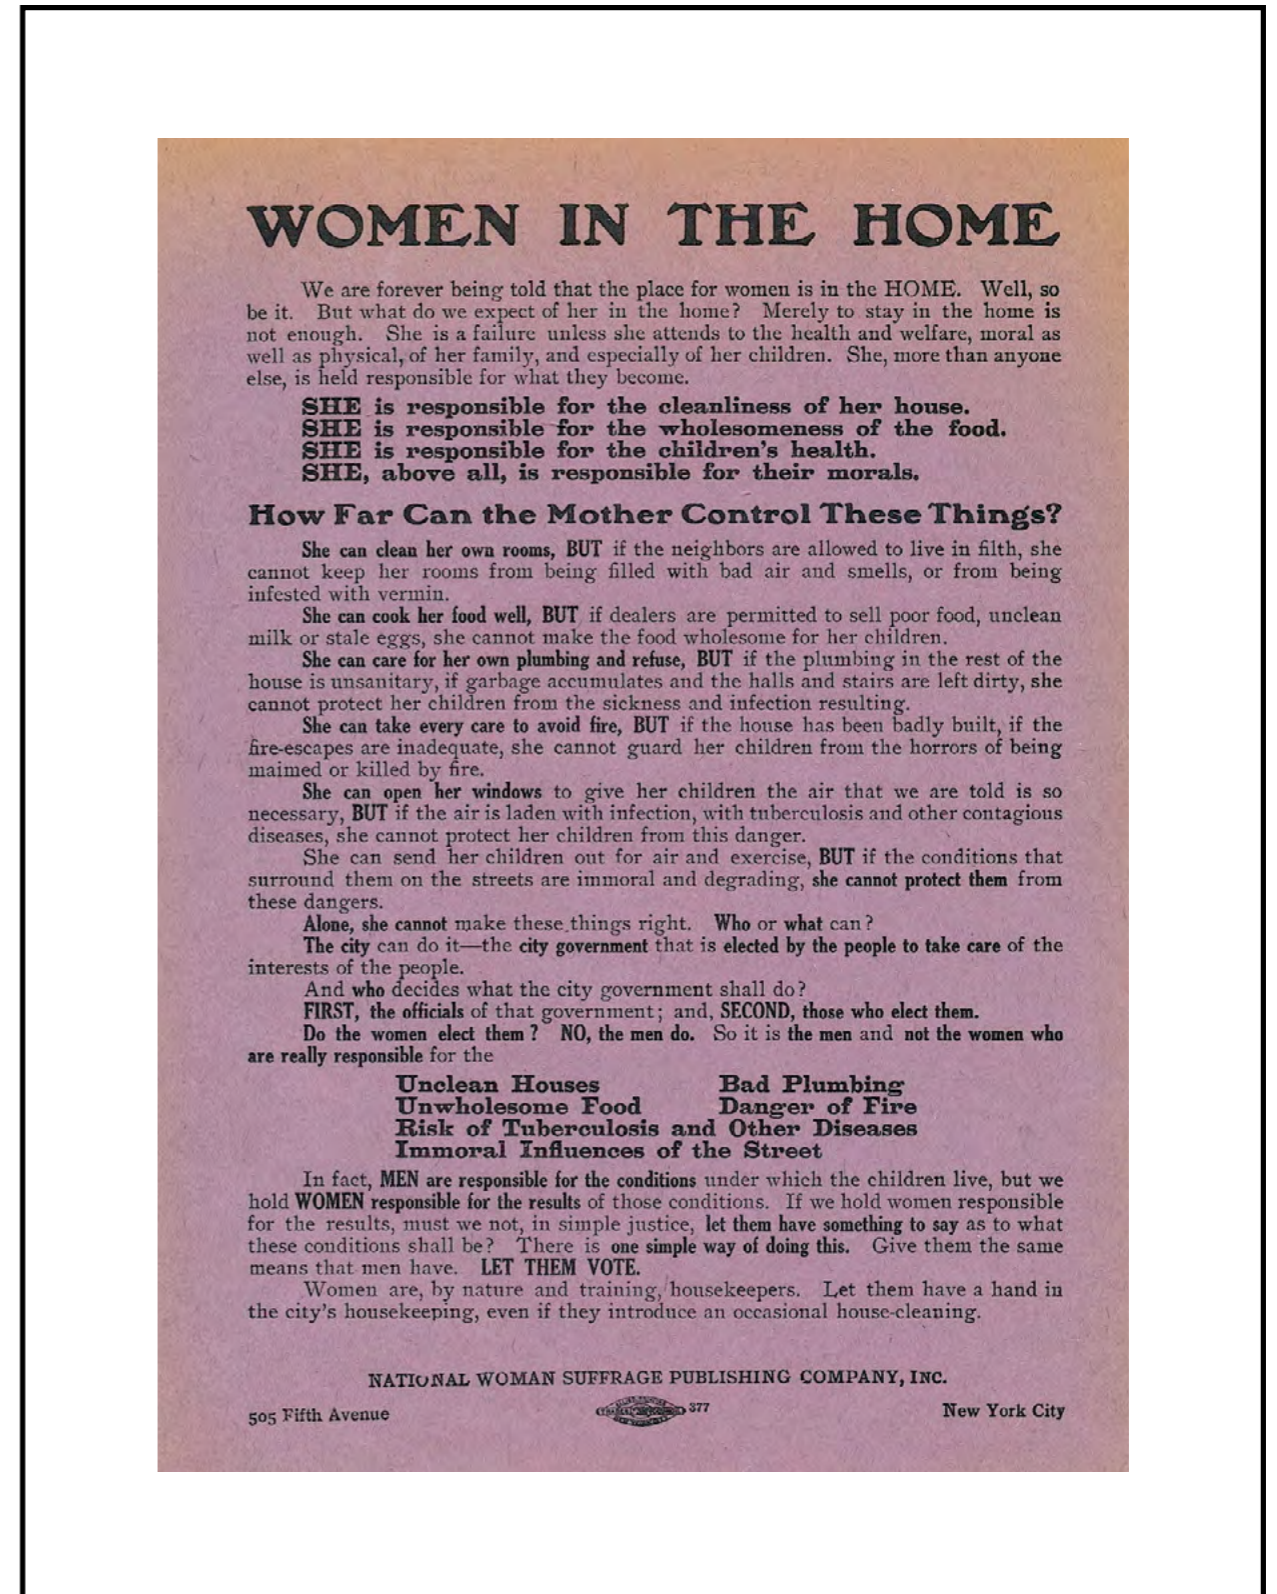 WOMEN IN THE HOME
We are forever being told that the place for women is in the HOME. Well, so
be it. But what do we expect of her in the home? Merely to stay in the home is
not enough. She is a failure unless she attends to the health and welfare, moral as
well as physical, of her family, and especially of her children. She, more than anyone
else, is held responsible for what they become.
SHE is responsible for the cleanliness of her house.
SHE is responsible for the wholesomeness of the food.
SHE is responsible for the children's health.
SHE, above all, is responsible for their morals.
How Far Can the Mother Control These Things?
She can clean her own rooms, BUT if the neighbors are allowed to live in filth, she
cannot keep her rooms from being filled with bad air and smells, or from being
infested with vermin.
She can cook her food well, BUT if dealers are permitted to sell poor food, unclean
milk or stale eggs, she cannot make the food wholesome for her children.
She can care for her own plumbing and refuse, BUT if the plumbing in the rest of the
house is unsanitary, if garbage accumulates and the halls and stairs are left dirty, she
cannot protect her children from the sickness and infection resulting.
She can take every care to avoid fire, BUT if the house has been badly built, if the
fire-escapes are inadequate, she cannot guard her children from the horrors of being
maimed or killed by fire.
She can open her windows to give her children the air that we are told is so
necessary, BUT if the air is laden with infection, with tuberculosis and other contagious
diseases, she cannot protect her children from this danger.
She can send her children out for air and exercise, BUT if the conditions that
surround them on the streets are immoral and degrading, she cannot protect them from
these dangers.
Alone, she cannot make these things right. Who or what can?
The city can do it—the city government that is elected by the people to take care of the
interests of the people.
And who decides what the city government shall do?
FIRST, the officials of that government; and, SECOND, those who elect them.
Do the women elect them? NO, the men do. So it is the men and not the women who
are really responsible for the
Unclean Houses Bad Plumbing
Unwholesome Food Danger of Fire
Risk of Tuberculosis and Other Diseases
Immoral Influences of the Street
In fact, MEN are responsible for the conditions under which the children live, but we
hold WOMEN responsible for the results of those conditions. If we hold women responsible
for the results, must we not, in simple justice, let them have something to say as to what
these conditions shall be? There is one simple way of doing this. Give them the same
means that men have. LET THEM VOTE.
Women are, by nature and training, housekeepers. Let them have a hand in
the city's housekeeping, even if they introduce an occasional house-cleaning.
NATIONAL WOMAN SUFFRAGE PUBLISHING COMPANY, INC.
505 Fifth Avenue 377 New York City